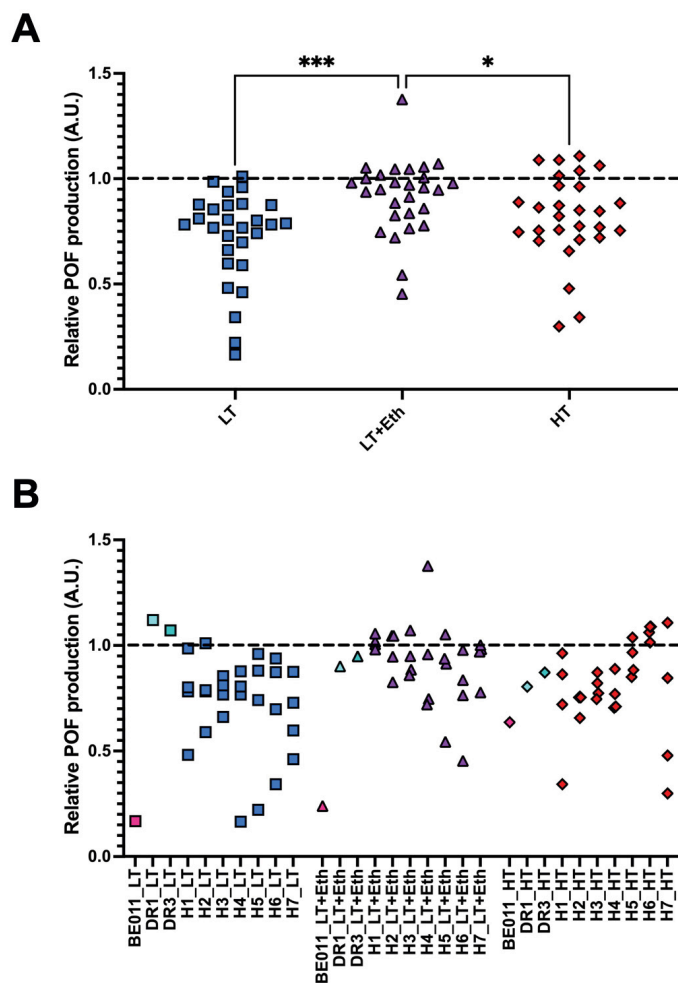 A
*** *
Relative POF production (A.U.)
1.5
1.0
0.5
0.0
LT
LT+Eth
HT
B
Relative POF production (A.U.)
1.5
1.0
0.5
0.0
BE011_LT
DR1_LT
DR3_LT
H1_LT
H2_LT
H3_LT
H4_LT
H5_LT
H6_LT
H7_LT
BE011_LT+Eth
DR1_LT+Eth
DR3_LT+Eth
H1_LT+Eth
H2_LT+Eth
H3_LT+Eth
H4_LT+Eth
H5_LT+Eth
H6_LT+Eth
H7_LT+Eth
BE011_HT
DR1_HT
DR3_HT
H1_HT
H2_HT
H3_HT
H4_HT
H5_HT
H6_HT
H7_HT